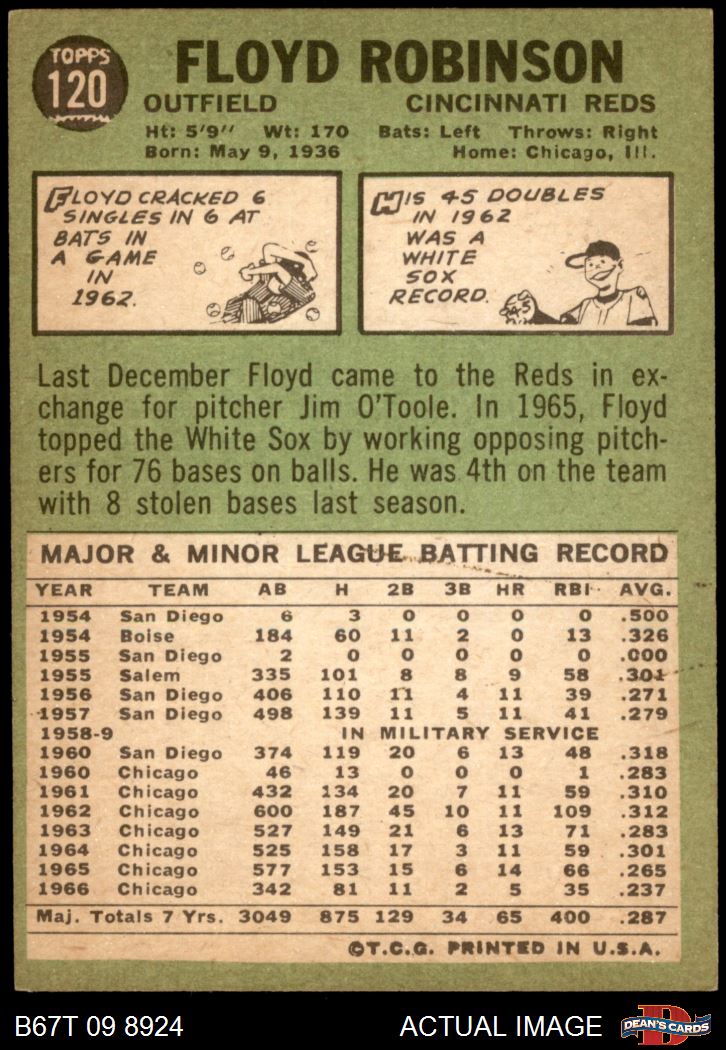 TOPPS
120
FLOYD ROBINSON
OUTFIELD CINCINNATI REDS
Ht: 5'9" Wt: 170 Bats: Left Throws: Right
Born: May 9, 1936 Home: Chicago, Ill.
FLOYD CRACKED 6
SINGLES IN 6 AT
BATS IN
A GAME
IN
1962.
HIS 45 DOUBLES
IN 1962
WAS A
WHITE
SOX
RECORD.
45
Last December Floyd came to the Reds in ex-
change for pitcher Jim O'Toole. In 1965, Floyd
topped the White Sox by working opposing pitch-
ers for 76 bases on balls. He was 4th on the team
with 8 stolen bases last season.
MAJOR & MINOR LEAGUE BATTING RECORD
YEAR TEAM AB H 2B 3B HR RBI AVG.
1954 San Diego 6 3 0 0 0 0 .500
1954 Boise 184 60 11 2 0 13 .326
1955 San Diego 2 0 0 0 0 0 .000
1955 Salem 335 101 8 8 9 58 .301
1956 San Diego 406 110 11 4 11 39 .271
1957 San Diego 498 139 11 5 11 41 .279
1958-9 IN MILITARY SERVICE
1960 San Diego 374 119 20 6 13 48 .318
1960 Chicago 46 13 0 0 0 1 .283
1961 Chicago 432 134 20 7 11 59 .310
1962 Chicago 600 187 45 10 11 109 .312
1963 Chicago 527 149 21 6 13 71 .283
1964 Chicago 525 158 17 3 11 59 .301
1965 Chicago 577 153 15 6 14 66 .265
1966 Chicago 342 81 11 2 5 35 .237
Maj. Totals 7 Yrs. 3049 875 129 34 65 400 .287
©T.C.G. PRINTED IN U.S.A.
B67T 09 8924 ACTUAL IMAGE
D
DEAN'S CARDS